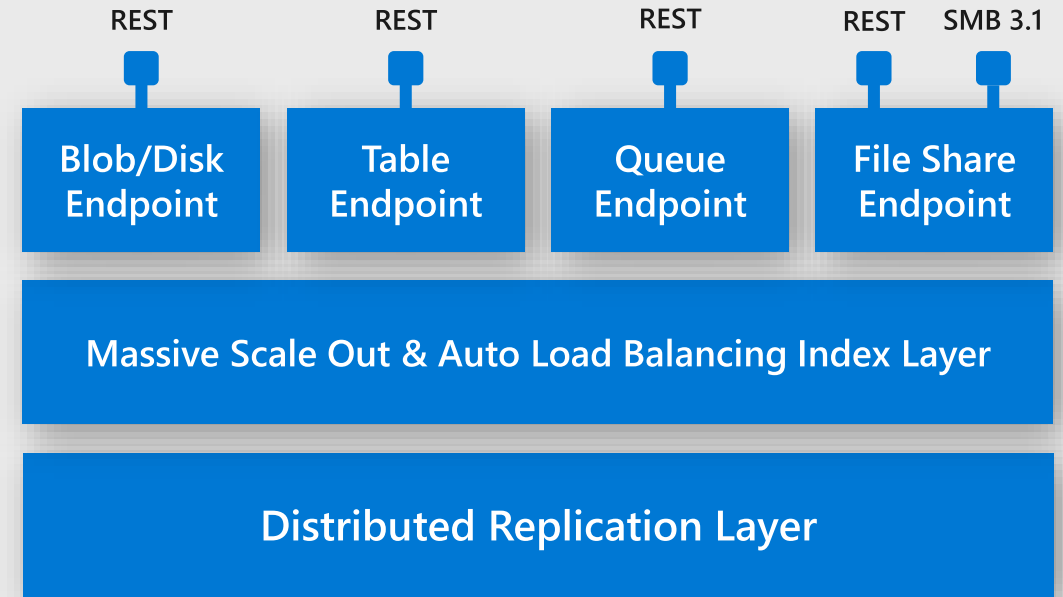 REST
REST
REST
REST
SMB 3.1
Blob/Disk
Endpoint
Table
Endpoint
Queue
Endpoint
File Share
Endpoint
Massive Scale Out & Auto Load Balancing Index Layer
Distributed Replication Layer